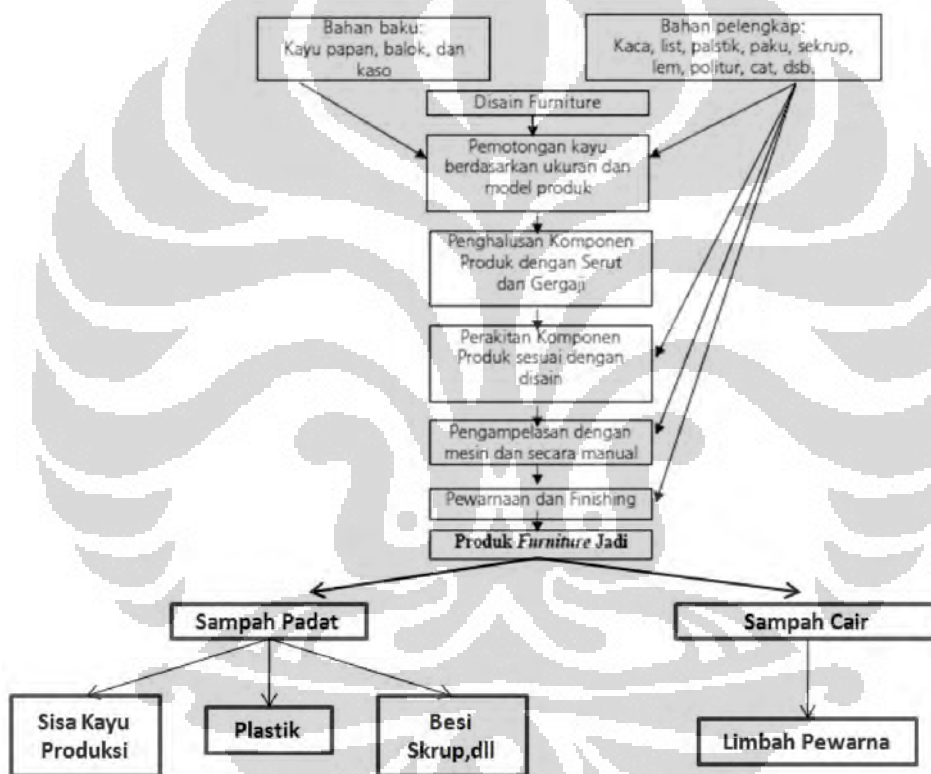 Bahan baku:
Kayu papan, balok, dan
kaso
Bahan pelengkap:
Kaca, list, palstik, paku, sekrup,
lem, politur, cat, dsb.
Disain Furniture
Pemotongan kayu
berdasarkan ukuran dan
model produk
Penghalusan Komponen
Produk dengan Serut
dan Gergaji
Perakitan Komponen
Produk sesuai dengan
disain
Pengampelasan dengan
mesin dan secara manual
Pewarnaan dan Finishing
Produk Furniture Jadi
Sampah Padat
Sampah Cair
Sisa Kayu
Produksi
Plastik
Besi
Skrup,dll
Limbah Pewarna